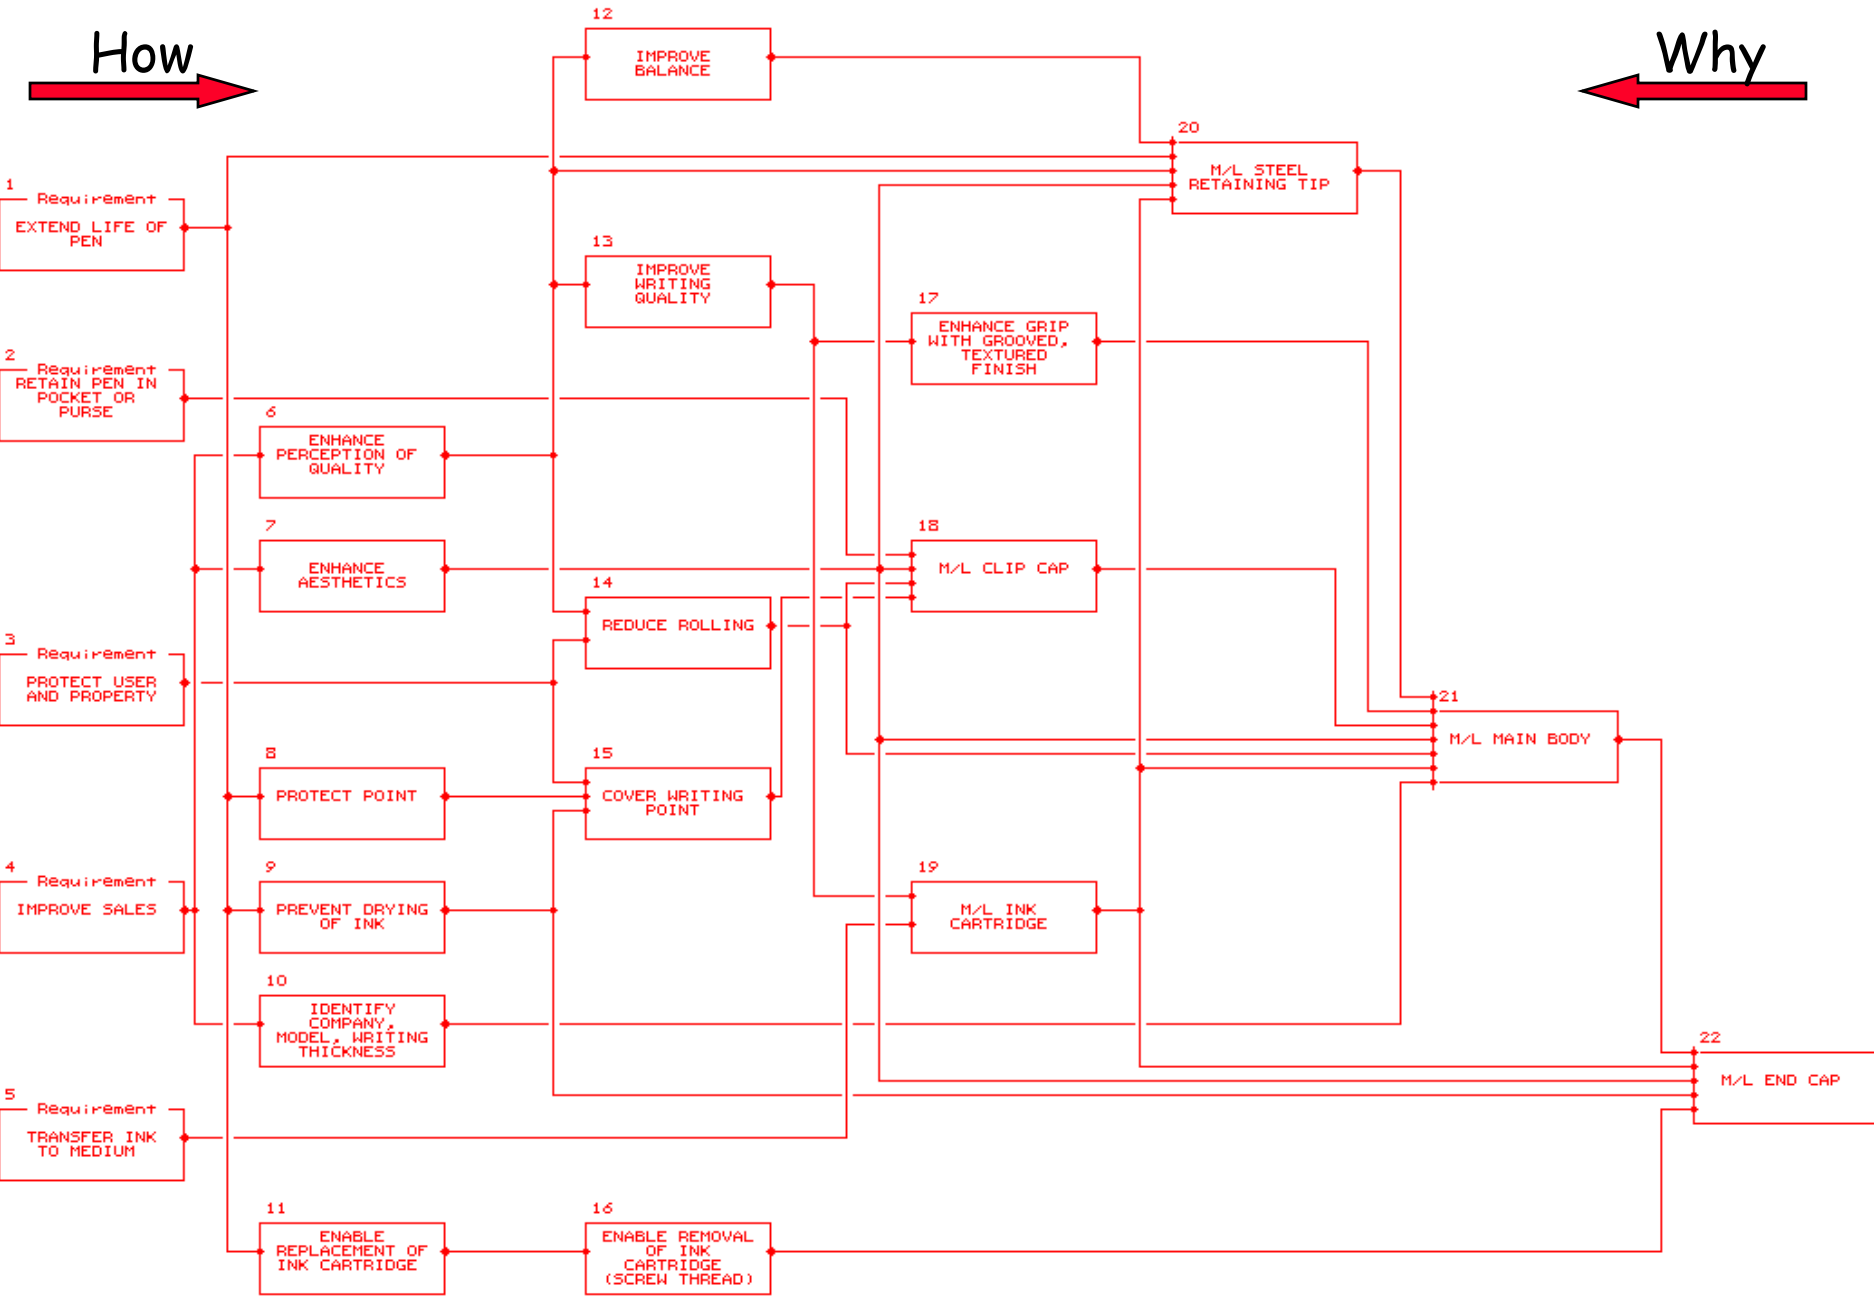 How
Why
12
IMPROVE
BALANCE
20
M/L STEEL
RETAINING TIP
1
Requirement
EXTEND LIFE OF
PEN
13
IMPROVE
WRITING
QUALITY
17
ENHANCE GRIP
WITH GROOVED,
TEXTURED
FINISH
2
Requirement
RETAIN PEN IN
POCKET OR
PURSE
6
ENHANCE
PERCEPTION OF
QUALITY
7
ENHANCE
AESTHETICS
18
M/L CLIP CAP
14
REDUCE ROLLING
3
Requirement
PROTECT USER
AND PROPERTY
21
M/L MAIN BODY
8
PROTECT POINT
15
COVER WRITING
POINT
4
Requirement
IMPROVE SALES
9
PREVENT DRYING
OF INK
19
M/L INK
CARTRIDGE
10
IDENTIFY
COMPANY,
MODEL, WRITING
THICKNESS
22
M/L END CAP
5
Requirement
TRANSFER INK
TO MEDIUM
11
ENABLE
REPLACEMENT OF
INK CARTRIDGE
16
ENABLE REMOVAL
OF INK
CARTRIDGE
(SCREW THREAD)